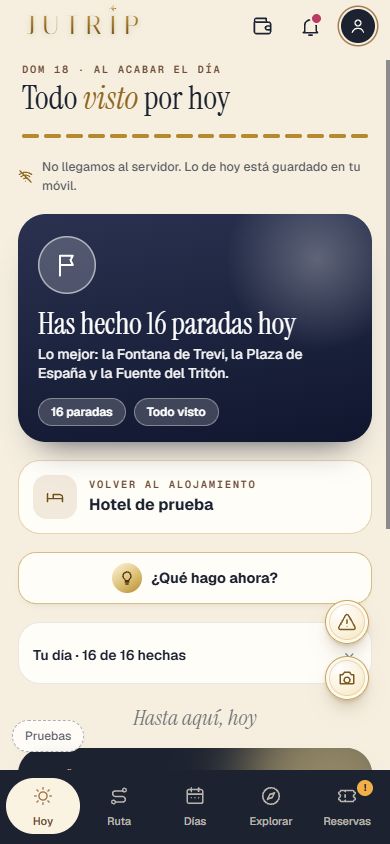 JUTRIP
DOM 18 · AL ACABAR EL DÍA
Todo visto por hoy
No llegamos al servidor. Lo de hoy está guardado en tu
móvil.
Has hecho 16 paradas hoy
Lo mejor: la Fontana de Trevi, la Plaza de
España y la Fuente del Tritón.
16 paradas
Todo visto
VOLVER AL ALOJAMIENTO
Hotel de prueba
¿Qué hago ahora?
Tu día · 16 de 16 hechas
Hasta aquí, hoy
Pruebas
Hoy
Ruta
Días
Explorar
!
Reservas